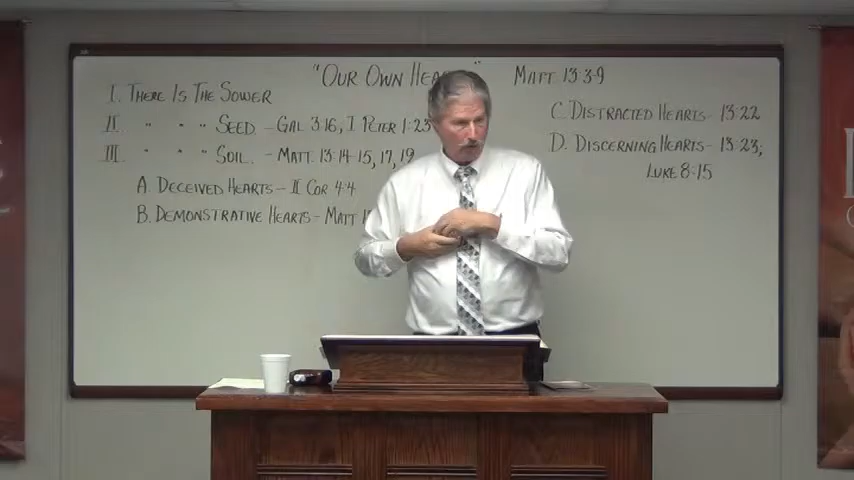 "OUR OWN HEA " MATT 13:3-9
I. THERE IS THE SOWER
II " " " SEED - GAL 3:16, I PETER 1:23
III. " " " SOIL - MATT. 13:14-15, 17, 19
A. DECEIVED HEARTS - II COR 4:4
B. DEMONSTRATIVE HEARTS - MATT 1
C. DISTRACTED HEARTS - 13:22
D. DISCERNING HEARTS - 13:23;
LUKE 8:15